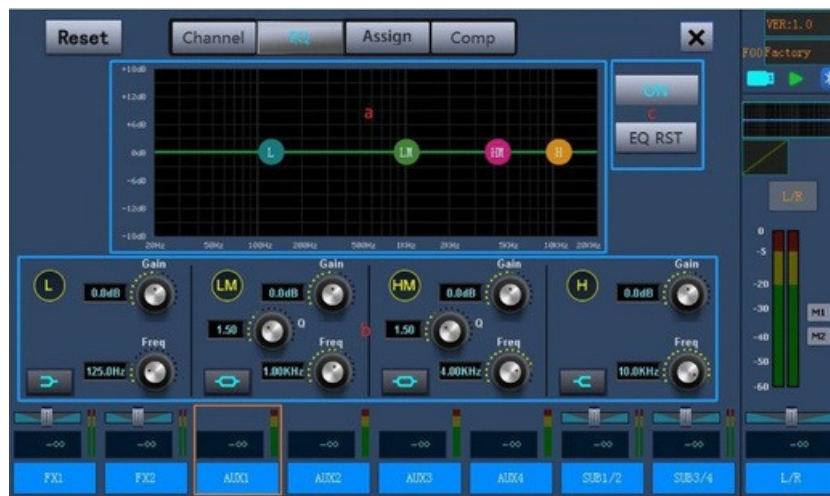 Reset
Channel
EQ
Assign
Comp
X
VER:1.0
F00Factory
+18dB
+12dB
+6dB
0dB
-6dB
-12dB
-18dB
a
L
LM
HM
H
20Hz
50Hz
100Hz
200Hz
500Hz
1KHz
2KHz
5KHz
10KHz
20KHz
ON
c
EQ RST
L/R
0
-5
-20
-30
-40
-50
-60
M1
M2
L
Gain
0.0dB
Freq
125.0Hz
LM
Gain
0.0dB
1.50
Q
Freq
1.00KHz
b
HM
Gain
0.0dB
1.50
Q
Freq
4.00KHz
H
Gain
0.0dB
Freq
10.0KHz
-∞
-∞
-∞
-∞
-∞
-∞
-∞
-∞
-∞
FX1
FX2
AUX1
AUX2
AUX3
AUX4
SUB1/2
SUB3/4
L/R